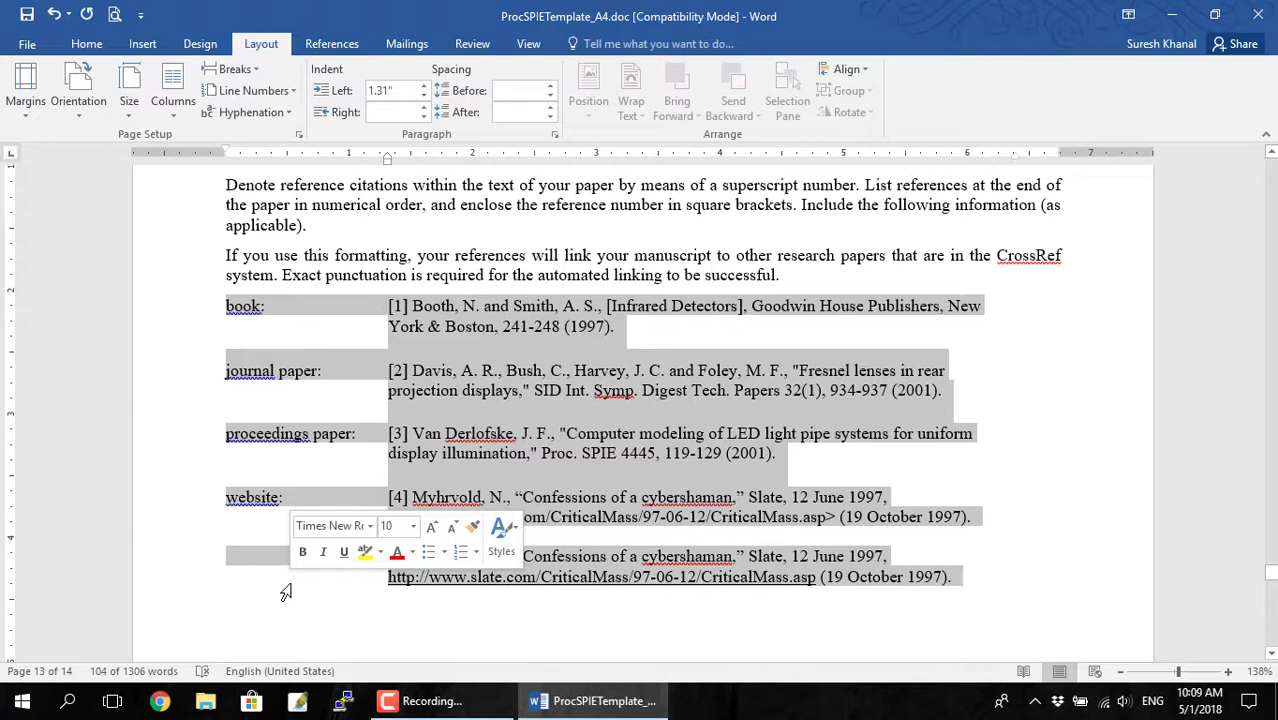 ProcSPIETemplate_A4.doc [Compatibility Mode] - Word
File Home Insert Design Layout References Mailings Review View Tell me what you want to do... Suresh Khanal Share
Margins Orientation Size Columns
Breaks
Line Numbers
Hyphenation
Page Setup
Indent Spacing
Left: 1.31" Before:
Right: After:
Paragraph
Position Wrap Text Bring Forward Send Backward Selection Pane
Align
Group
Rotate
Arrange
1 2 3 4 5 6 7
1
2
3
4
5
Denote reference citations within the text of your paper by means of a superscript number. List references at the end of
the paper in numerical order, and enclose the reference number in square brackets. Include the following information (as
applicable).
If you use this formatting, your references will link your manuscript to other research papers that are in the CrossRef
system. Exact punctuation is required for the automated linking to be successful.
book: [1] Booth, N. and Smith, A. S., [Infrared Detectors], Goodwin House Publishers, New
York & Boston, 241-248 (1997).
journal paper: [2] Davis, A. R., Bush, C., Harvey, J. C. and Foley, M. F., "Fresnel lenses in rear
projection displays," SID Int. Symp. Digest Tech. Papers 32(1), 934-937 (2001).
proceedings paper: [3] Van Derlofske, J. F., "Computer modeling of LED light pipe systems for uniform
display illumination," Proc. SPIE 4445, 119-129 (2001).
website: [4] Myhrvold, N., “Confessions of a cybershaman,” Slate, 12 June 1997,
om/CriticalMass/97-06-12/CriticalMass.asp> (19 October 1997).
Confessions of a cybershaman,” Slate, 12 June 1997,
http://www.slate.com/CriticalMass/97-06-12/CriticalMass.asp (19 October 1997).
Times New Ro 10 A A
B I U A Styles
Page 13 of 14 104 of 1306 words English (United States) 138%
Recording... ProcSPIETemplate_... ENG 10:09 AM
5/1/2018